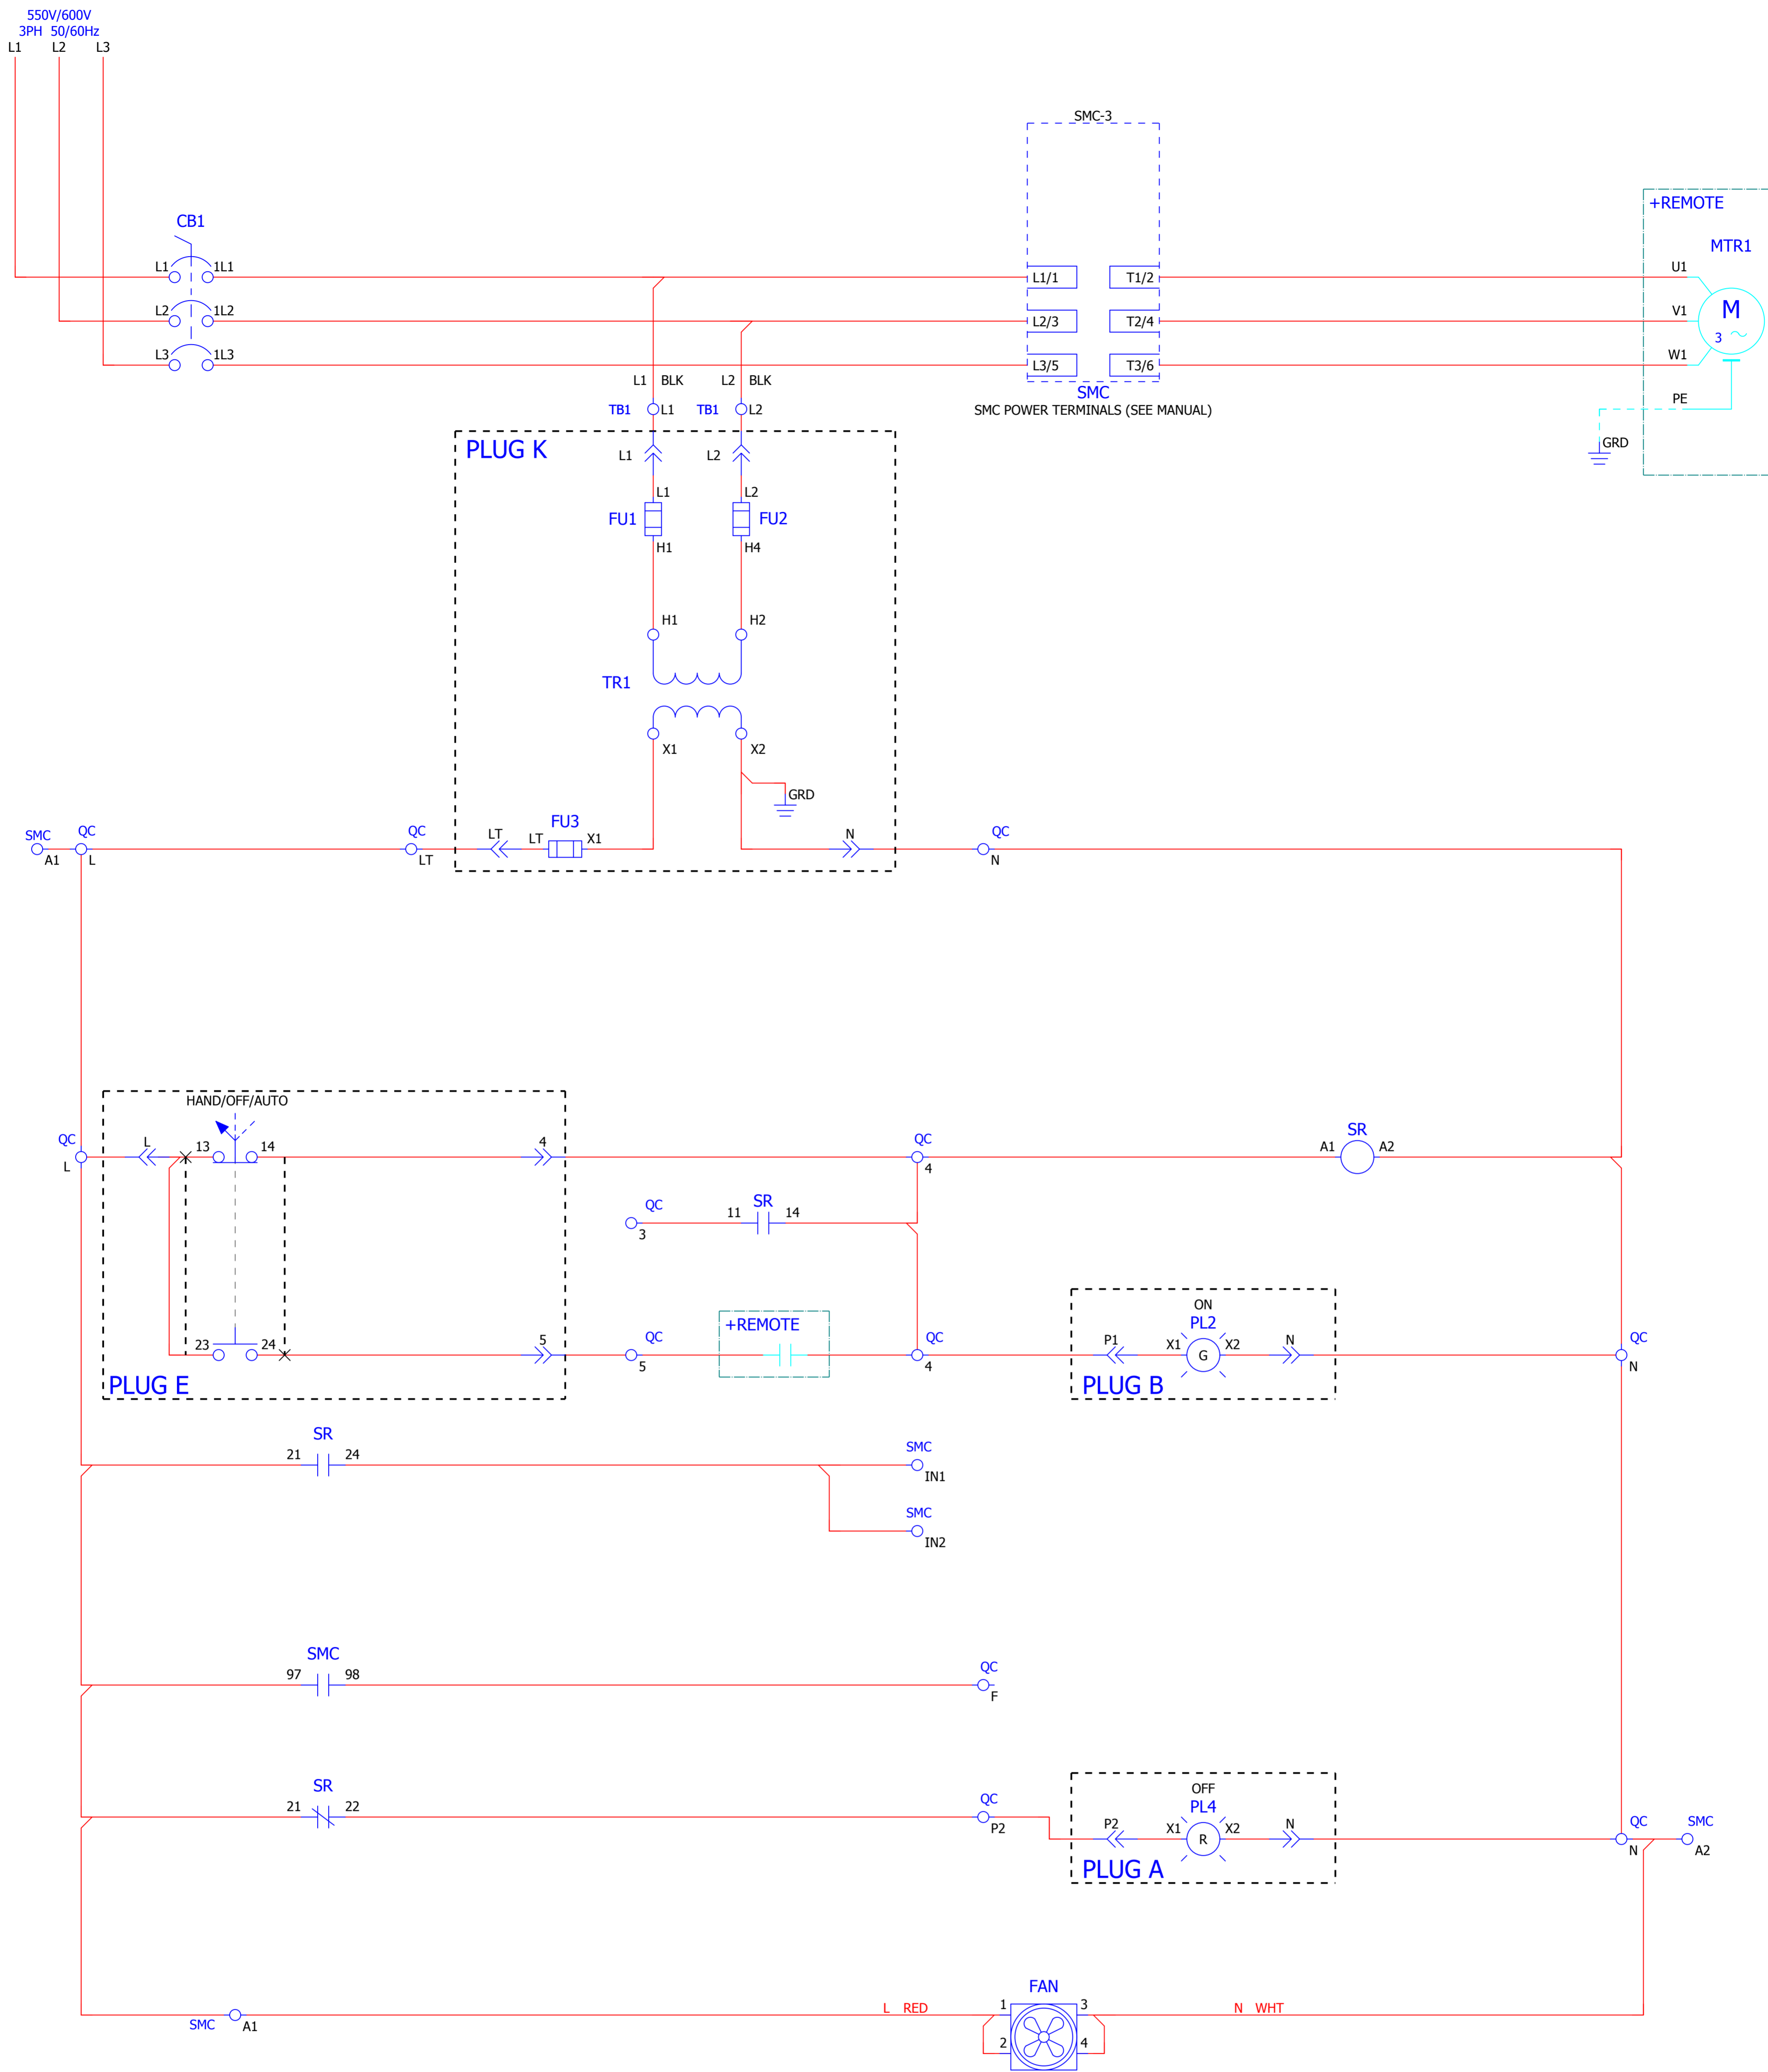 550V/600V
3PH 50/60Hz
L1 L2 L3
SMC-3
+REMOTE
CB1
MTR1
L1 1L1 L1/1 T1/2 U1
M
3
L2 1L2 L2/3 T2/4 V1
L3 1L3 L3/5 T3/6 W1
L1 BLK L2 BLK
SMC
SMC POWER TERMINALS (SEE MANUAL)
PE
TB1 L1 TB1 L2
GRD
PLUG K
L1 L2
L1 L2
FU1 FU2
H1 H4
H1 H2
TR1
X1 X2
GRD
SMC QC QC LT LT FU3 X1 N QC
A1 L LT N
HAND/OFF/AUTO
QC L 13 14 4 QC A1 SR A2
L 4
QC 11 SR 14
3
+REMOTE
ON
PL2
23 24 5 QC QC P1 X1 G X2 N QC
5 4 N
PLUG E PLUG B
SR
21 24 SMC
IN1
SMC
IN2
SMC
97 98 QC
F
SR
21 22 QC
P2
OFF
PL4
P2 X1 R X2 N QC SMC
N A2
PLUG A
FAN
SMC A1 L RED 1 3 N WHT
2 4